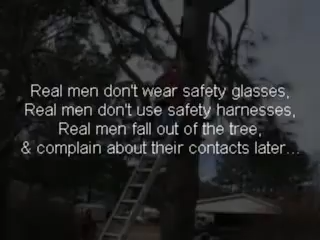 Real men don't wear safety glasses,
Real men don't use safety harnesses,
Real men fall out of the tree,
& complain about their contacts later…